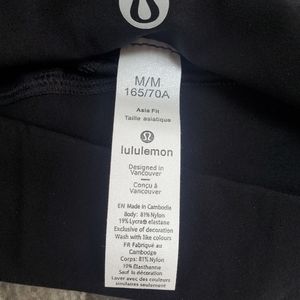 M/M
165/70A
Asia Fit
Taille asiatique
lululemon
Designed in
Vancouver
Conçu à
Vancouver
EN Made in Cambodia
Body: 81% Nylon
19% Lycra® elastane
Exclusive of decoration
Wash with like colours
FR Fabriqué au
Cambodge
Corps: 81% Nylon
19% Élasthanne
Sauf la décoration
Laver avec des couleurs
similaires seulement